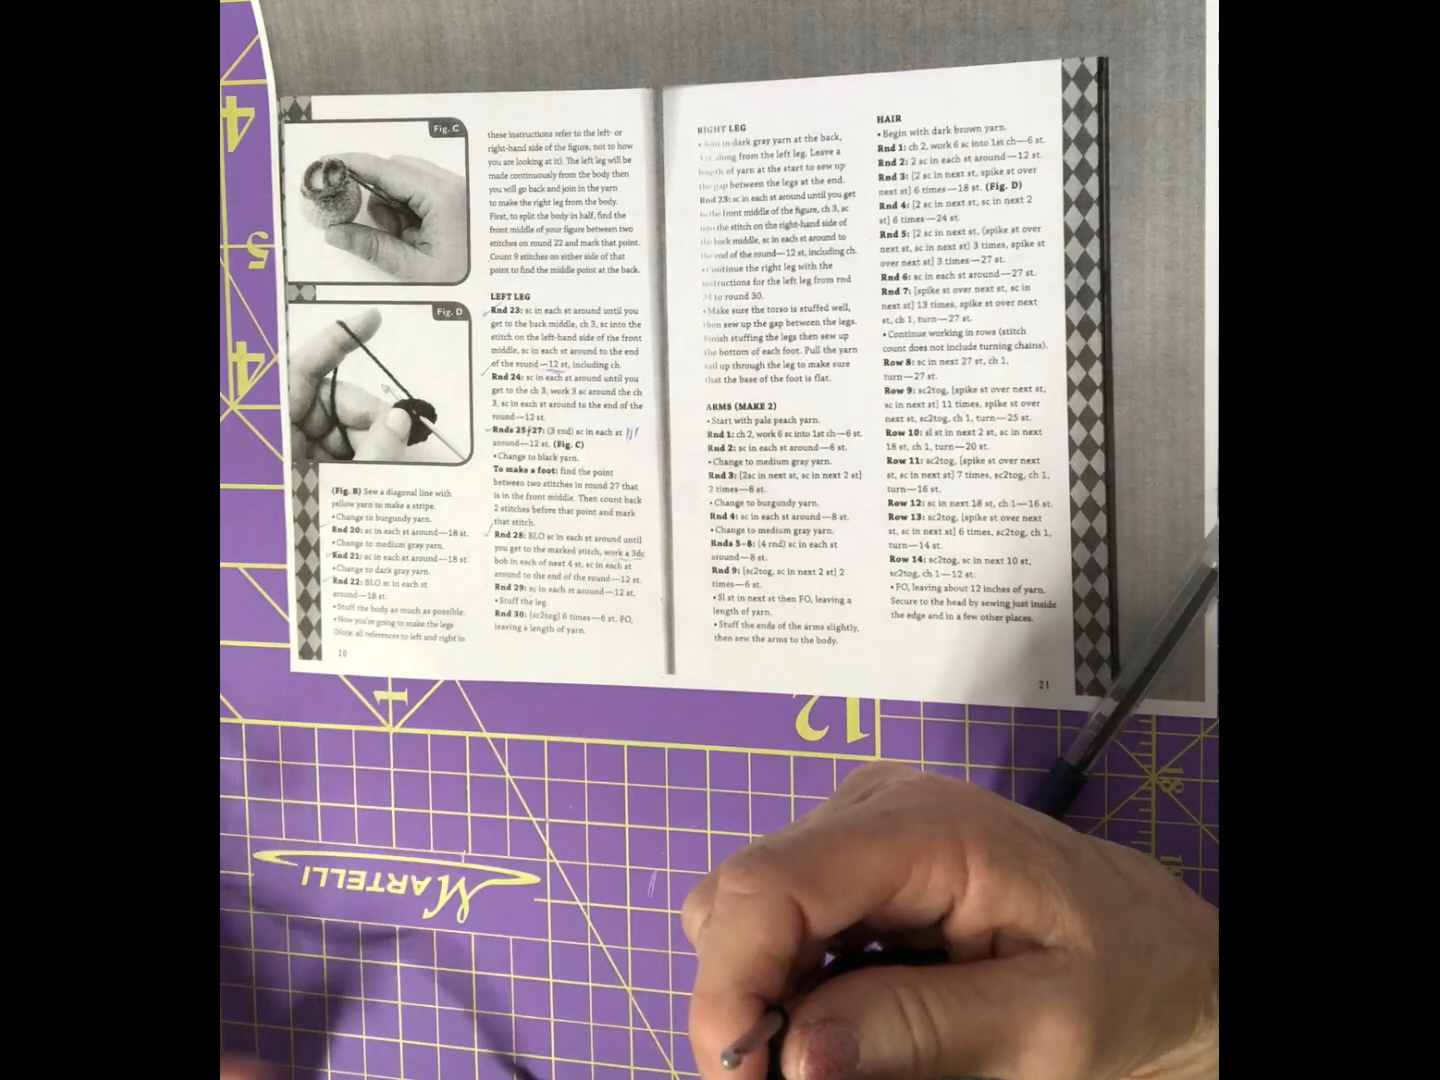 Fig. C
Fig. D
(Fig. B) Sew a diagonal line with
yellow yarn to make a stripe.
• Change to burgundy yarn.
Rnd 20: sc in each st around—18 st.
• Change to medium gray yarn.
Rnd 21: sc in each st around—18 st.
• Change to dark gray yarn.
Rnd 22: BLO sc in each st
around—18 st.
• Stuff the body as much as possible.
• Now you're going to make the legs
(Note: all references to left and right in
20
these instructions refer to the left- or
right-hand side of the figure, not to how
you are looking at it). The left leg will be
made continuously from the body then
you will go back and join in the yarn
to make the right leg from the body.
First, to split the body in half, find the
front middle of your figure between two
stitches on round 22 and mark that point.
Count 9 stitches on either side of that
point to find the middle point at the back.
LEFT LEG
Rnd 23: sc in each st around until you
get to the back middle, ch 3, sc into the
stitch on the left-hand side of the front
middle, sc in each st around to the end
of the round—12 st, including ch.
Rnd 24: sc in each st around until you
get to the ch 3, work 3 sc around the ch
3, sc in each st around to the end of the
round—12 st.
Rnds 25-27: (3 rnd) sc in each st
around—12 st. (Fig. C)
• Change to black yarn.
To make a foot: find the point
between two stitches in round 27 that
is in the front middle. Then count back
2 stitches before that point and mark
that stitch.
Rnd 28: BLO sc in each st around until
you get to the marked stitch, work a 3dc
bob in each of next 4 st, sc in each st
around to the end of the round—12 st.
Rnd 29: sc in each st around—12 st.
• Stuff the leg.
Rnd 30: [sc2tog] 6 times—6 st. FO,
leaving a length of yarn.
RIGHT LEG
• Join in dark gray yarn at the back,
1 st along from the left leg. Leave a
length of yarn at the start to sew up
the gap between the legs at the end.
Rnd 23: sc in each st around until you get
to the front middle of the figure, ch 3, sc
into the stitch on the right-hand side of
the back middle, sc in each st around to
the end of the round—12 st, including ch.
• Continue the right leg with the
instructions for the left leg from rnd
24 to round 30.
• Make sure the torso is stuffed well,
then sew up the gap between the legs.
Finish stuffing the legs then sew up
the bottom of each foot. Pull the yarn
tail up through the leg to make sure
that the base of the foot is flat.
ARMS (MAKE 2)
• Start with pale peach yarn.
Rnd 1: ch 2, work 6 sc into 1st ch—6 st.
Rnd 2: sc in each st around—6 st.
• Change to medium gray yarn.
Rnd 3: [2sc in next st, sc in next 2 st]
2 times—8 st.
• Change to burgundy yarn.
Rnd 4: sc in each st around—8 st.
• Change to medium gray yarn.
Rnds 5–8: (4 rnd) sc in each st
around—8 st.
Rnd 9: [sc2tog, sc in next 2 st] 2
times—6 st.
• Sl st in next st then FO, leaving a
length of yarn.
• Stuff the ends of the arms slightly,
then sew the arms to the body.
HAIR
• Begin with dark brown yarn.
Rnd 1: ch 2, work 6 sc into 1st ch—6 st.
Rnd 2: 2 sc in each st around—12 st.
Rnd 3: [2 sc in next st, spike st over
next st] 6 times—18 st. (Fig. D)
Rnd 4: [2 sc in next st, sc in next 2
st] 6 times—24 st.
Rnd 5: [2 sc in next st, (spike st over
next st, sc in next st) 3 times, spike st
over next st] 3 times—27 st.
Rnd 6: sc in each st around—27 st.
Rnd 7: [spike st over next st, sc in
next st] 13 times, spike st over next
st, ch 1, turn—27 st.
• Continue working in rows (stitch
count does not include turning chains).
Row 8: sc in next 27 st, ch 1,
turn—27 st.
Row 9: sc2tog, [spike st over next st,
sc in next st] 11 times, spike st over
next st, sc2tog, ch 1, turn—25 st.
Row 10: sl st in next 2 st, sc in next
18 st, ch 1, turn—20 st.
Row 11: sc2tog, [spike st over next
st, sc in next st] 7 times, sc2tog, ch 1,
turn—16 st.
Row 12: sc in next 18 st, ch 1—16 st.
Row 13: sc2tog, [spike st over next
st, sc in next st] 6 times, sc2tog, ch 1,
turn—14 st.
Row 14: sc2tog, sc in next 10 st,
sc2tog, ch 1—12 st.
• FO, leaving about 12 inches of yarn.
Secure to the head by sewing just inside
the edge and in a few other places.
21
4
5
4
1
12
18
MARTELLI